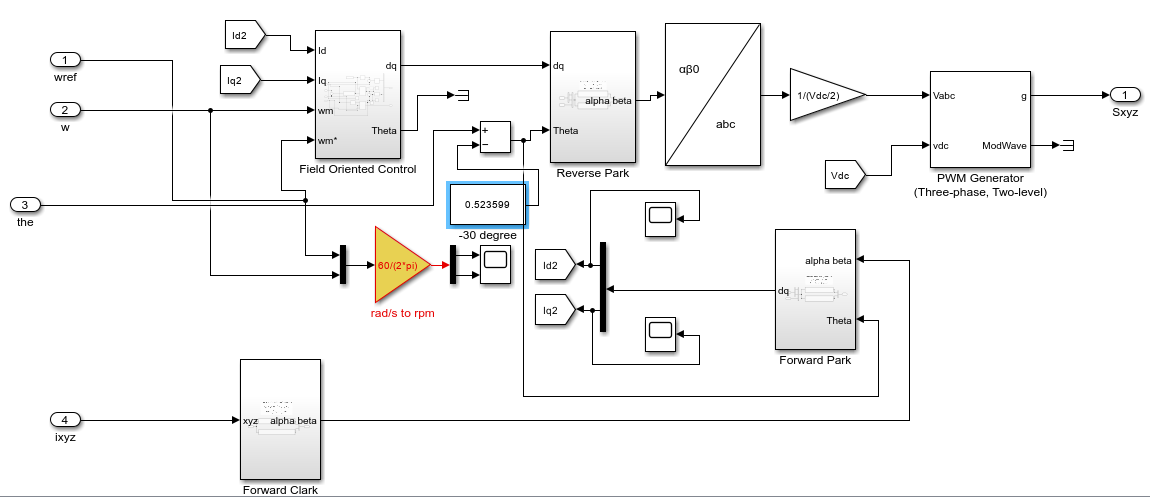 1
wref
2
w
3
the
4
ixyz
Id2
Iq2
Id
Iq
wm
wm*
dq
Theta
Field Oriented Control
+
−
0.523599
-30 degree
dq
Theta
alpha beta
Reverse Park
αβ0
abc
1/(Vdc/2)
Vdc
Vabc
vdc
g
ModWave
PWM Generator
(Three-phase, Two-level)
1
Sxyz
60/(2*pi)
rad/s to rpm
Id2
Iq2
dq
alpha beta
Theta
Forward Park
xyz
alpha beta
Forward Clark